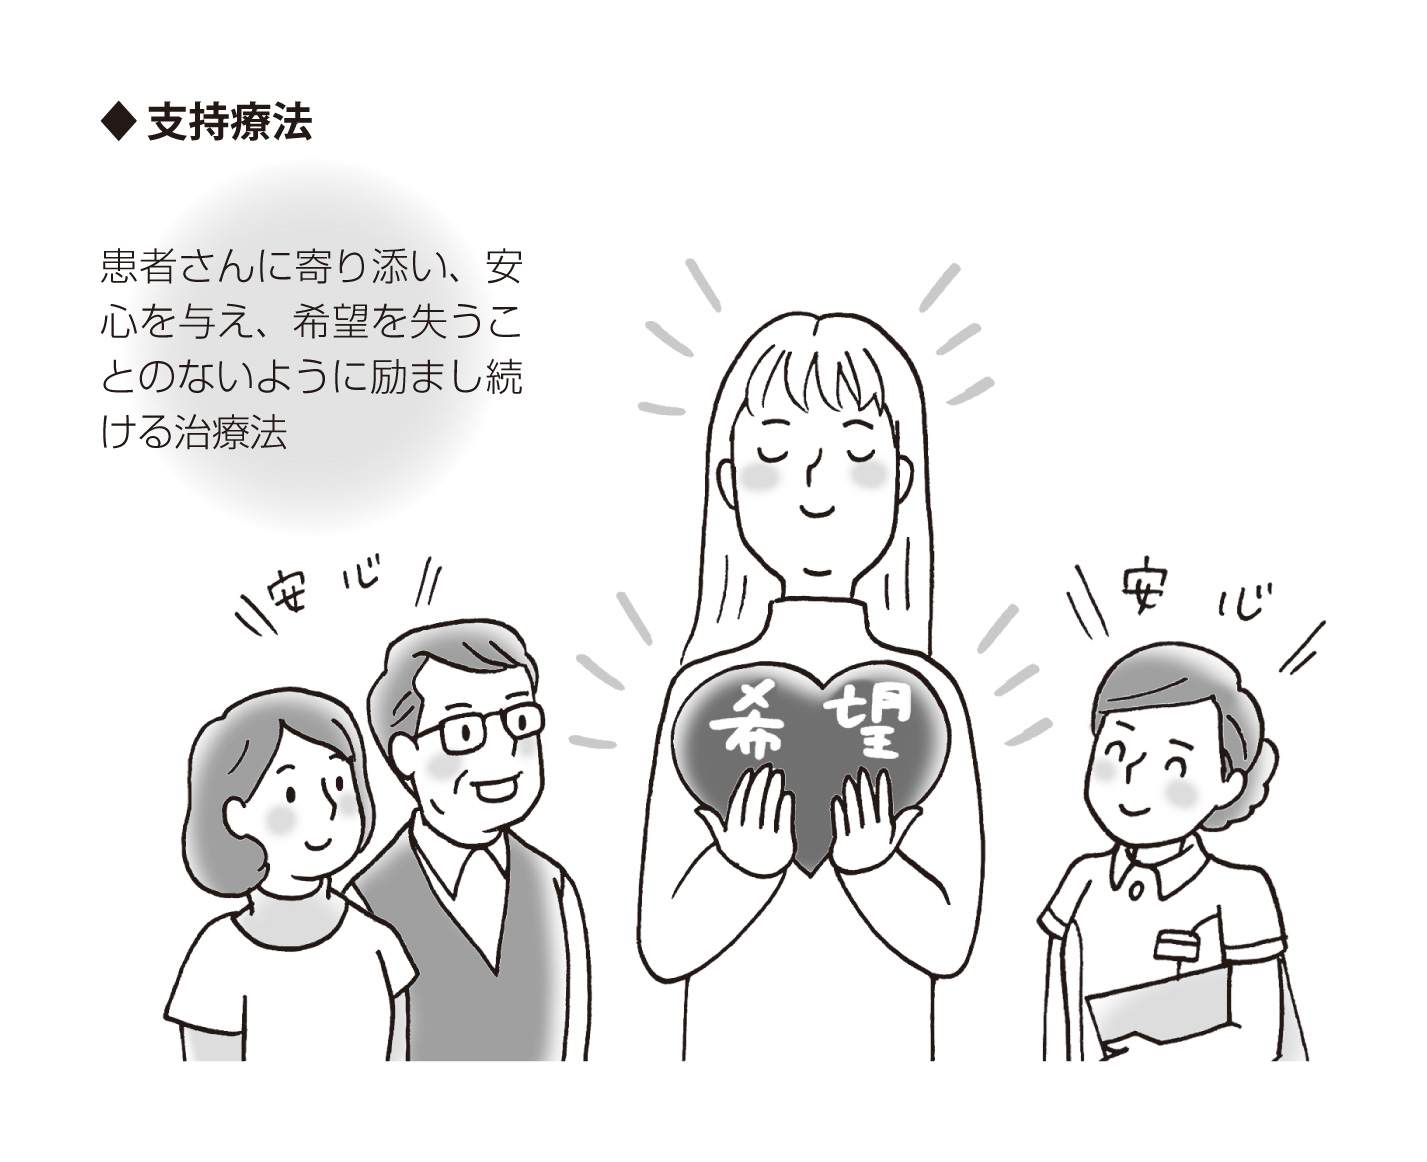 ◆ 支持療法
患者さんに寄り添い、安
心を与え、希望を失うこ
とのないように励まし続
ける治療法
安心
安心
希望